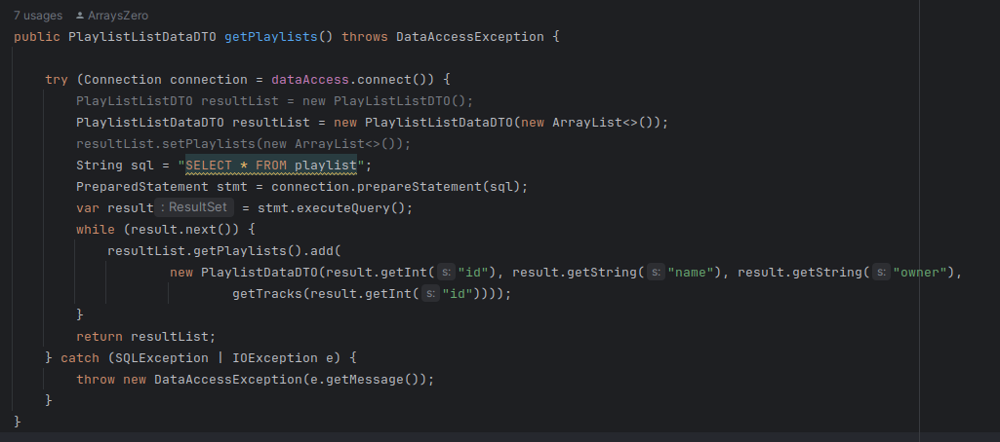 7 usages ArraysZero
public PlaylistListDataDTO getPlaylists() throws DataAccessException {
try (Connection connection = dataAccess.connect()) {
PlayListListDTO resultList = new PlayListListDTO();
PlaylistListDataDTO resultList = new PlaylistListDataDTO(new ArrayList<>());
resultList.setPlaylists(new ArrayList<>());
String sql = "SELECT * FROM playlist";
PreparedStatement stmt = connection.prepareStatement(sql);
var result : ResultSet = stmt.executeQuery();
while (result.next()) {
resultList.getPlaylists().add(
new PlaylistDataDTO(result.getInt( s: "id"), result.getString( s: "name"), result.getString( s: "owner"),
getTracks(result.getInt( s: "id"))));
}
return resultList;
} catch (SQLException | IOException e) {
throw new DataAccessException(e.getMessage());
}
}